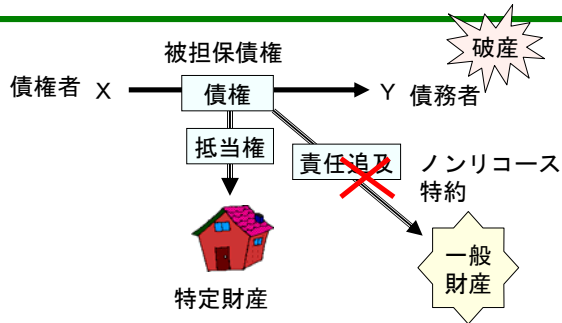 破産
被担保債権
債権者 X
債権
Y 債務者
抵当権
責任追及
ノンリコース
特約
一般
財産
特定財産